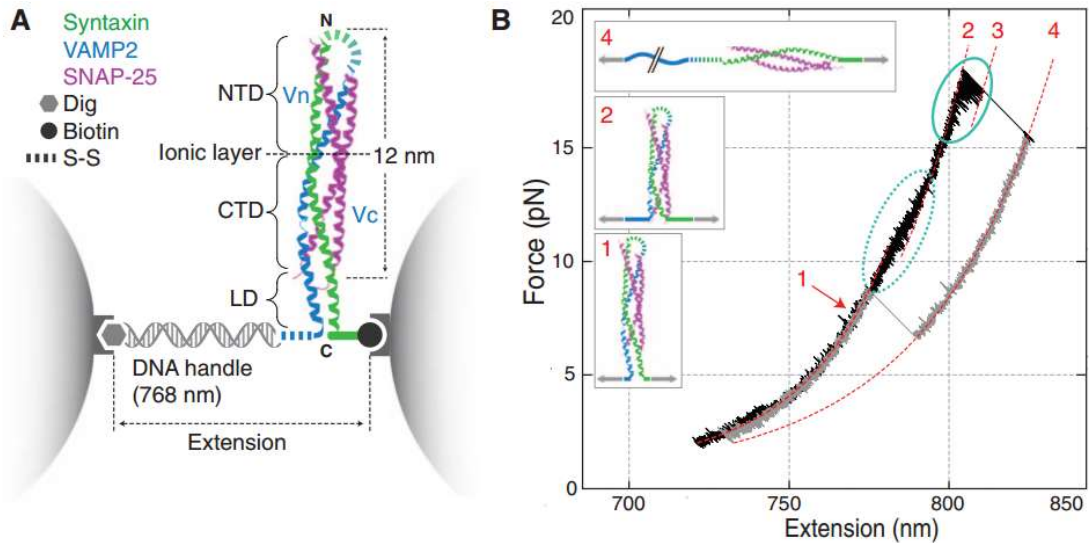 A
Syntaxin
VAMP2
SNAP-25
Dig
Biotin
S-S
N
NTD
Vn
Ionic layer
12 nm
CTD
Vc
LD
C
DNA handle
(768 nm)
Extension
B
20
15
10
5
0
Force (pN)
700
750
800
850
Extension (nm)
4
2
1
1
2
3
4